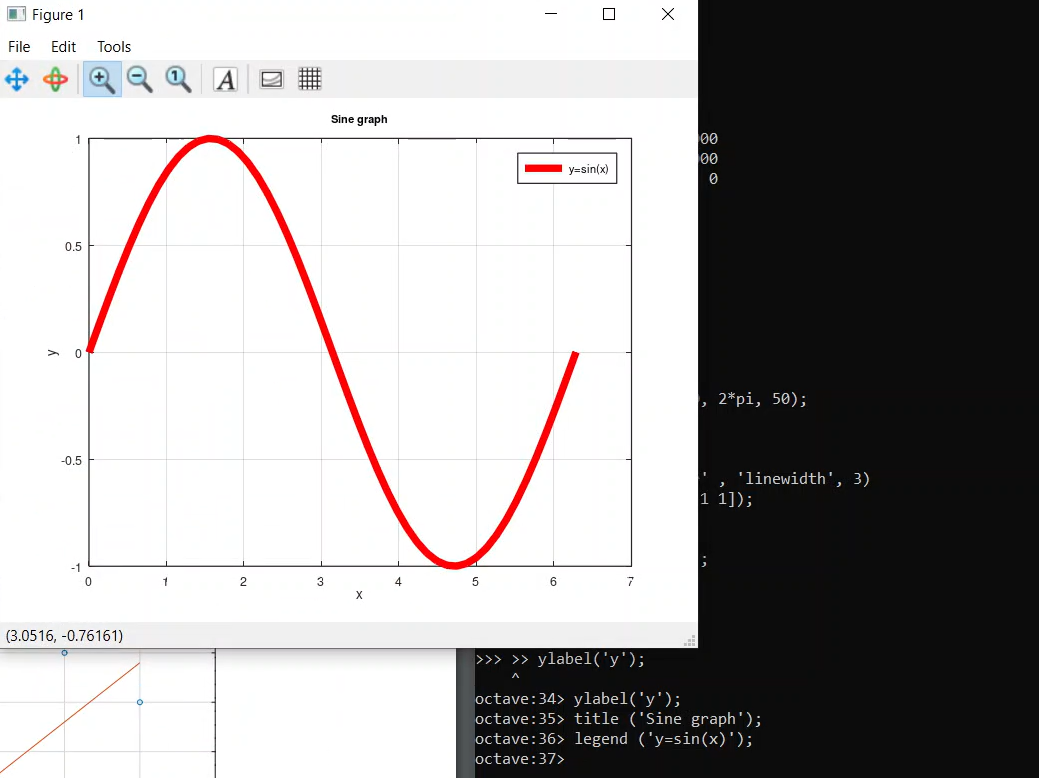 Figure 1
File Edit Tools
1 A
Sine graph
y=sin(x)
1
0.5
0
-0.5
-1
y
0 1 2 3 4 5 6 7
x
(3.0516, -0.76161)
00
00
0
, 2*pi, 50);
' , 'linewidth', 3)
1 1]);
;
>>> >> ylabel('y');
^
octave:34> ylabel('y');
octave:35> title ('Sine graph');
octave:36> legend ('y=sin(x)');
octave:37>